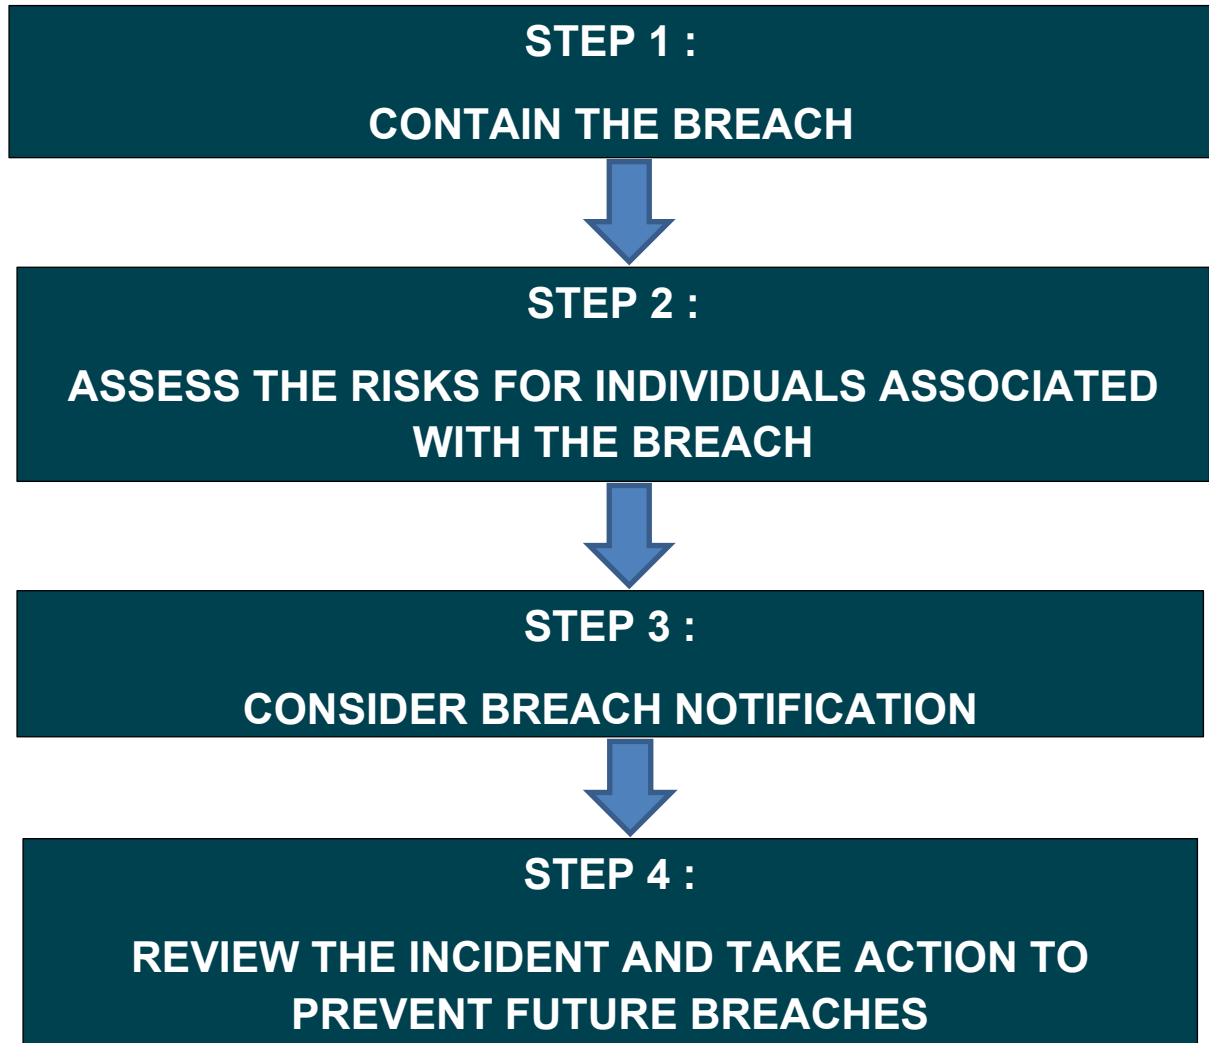 STEP 1 :
CONTAIN THE BREACH
STEP 2 :
ASSESS THE RISKS FOR INDIVIDUALS ASSOCIATED
WITH THE BREACH
STEP 3 :
CONSIDER BREACH NOTIFICATION
STEP 4 :
REVIEW THE INCIDENT AND TAKE ACTION TO
PREVENT FUTURE BREACHES